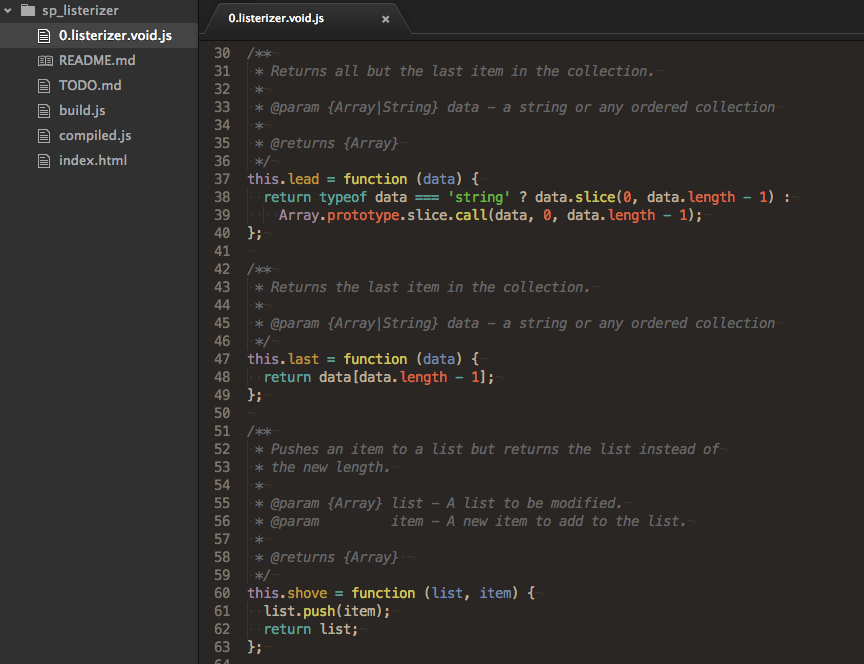 sp_listerizer
0.listerizer.void.js
README.md
TODO.md
build.js
compiled.js
index.html
0.listerizer.void.js ×
30 /**
31  * Returns all but the last item in the collection.
32  *
33  * @param {Array|String} data - a string or any ordered collection
34  *
35  * @returns {Array}
36  */
37 this.lead = function (data) {
38   return typeof data === 'string' ? data.slice(0, data.length - 1) :
39     Array.prototype.slice.call(data, 0, data.length - 1);
40 };
41
42 /**
43  * Returns the last item in the collection.
44  *
45  * @param {Array|String} data - a string or any ordered collection
46  */
47 this.last = function (data) {
48   return data[data.length - 1];
49 };
50
51 /**
52  * Pushes an item to a list but returns the list instead of
53  * the new length.
54  *
55  * @param {Array} list - A list to be modified.
56  * @param         item - A new item to add to the list.
57  *
58  * @returns {Array}
59  */
60 this.shove = function (list, item) {
61   list.push(item);
62   return list;
63 };
64